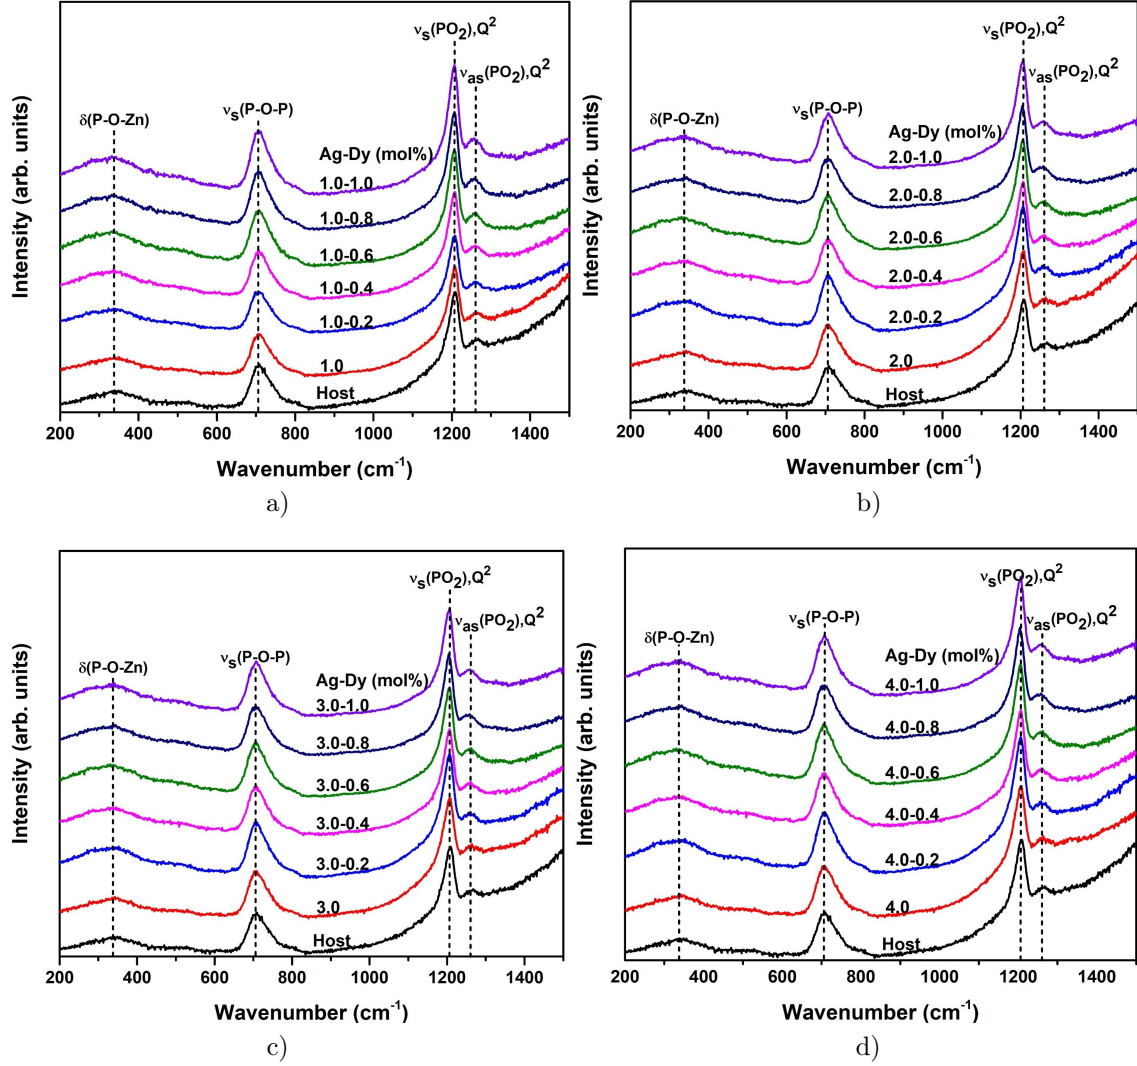 νs(PO2),Q2
νas(PO2),Q2
δ(P-O-Zn)
νs(P-O-P)
Ag-Dy (mol%)
1.0-1.0
1.0-0.8
1.0-0.6
1.0-0.4
1.0-0.2
1.0
Host
Intensity (arb. units)
200 400 600 800 1000 1200 1400
Wavenumber (cm-1)
a)
νs(PO2),Q2
νas(PO2),Q2
δ(P-O-Zn)
νs(P-O-P)
Ag-Dy (mol%)
2.0-1.0
2.0-0.8
2.0-0.6
2.0-0.4
2.0-0.2
2.0
Host
Intensity (arb. units)
200 400 600 800 1000 1200 1400
Wavenumber (cm-1)
b)
νs(PO2),Q2
νas(PO2),Q2
δ(P-O-Zn)
νs(P-O-P)
Ag-Dy (mol%)
3.0-1.0
3.0-0.8
3.0-0.6
3.0-0.4
3.0-0.2
3.0
Host
Intensity (arb. units)
200 400 600 800 1000 1200 1400
Wavenumber (cm-1)
c)
νs(PO2),Q2
νas(PO2),Q2
δ(P-O-Zn)
νs(P-O-P)
Ag-Dy (mol%)
4.0-1.0
4.0-0.8
4.0-0.6
4.0-0.4
4.0-0.2
4.0
Host
Intensity (arb. units)
200 400 600 800 1000 1200 1400
Wavenumber (cm-1)
d)